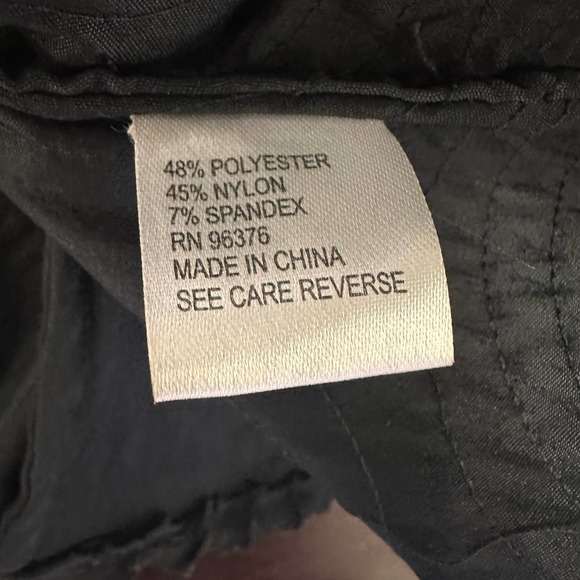 48% POLYESTER
45% NYLON
7% SPANDEX
RN 96376
MADE IN CHINA
SEE CARE REVERSE